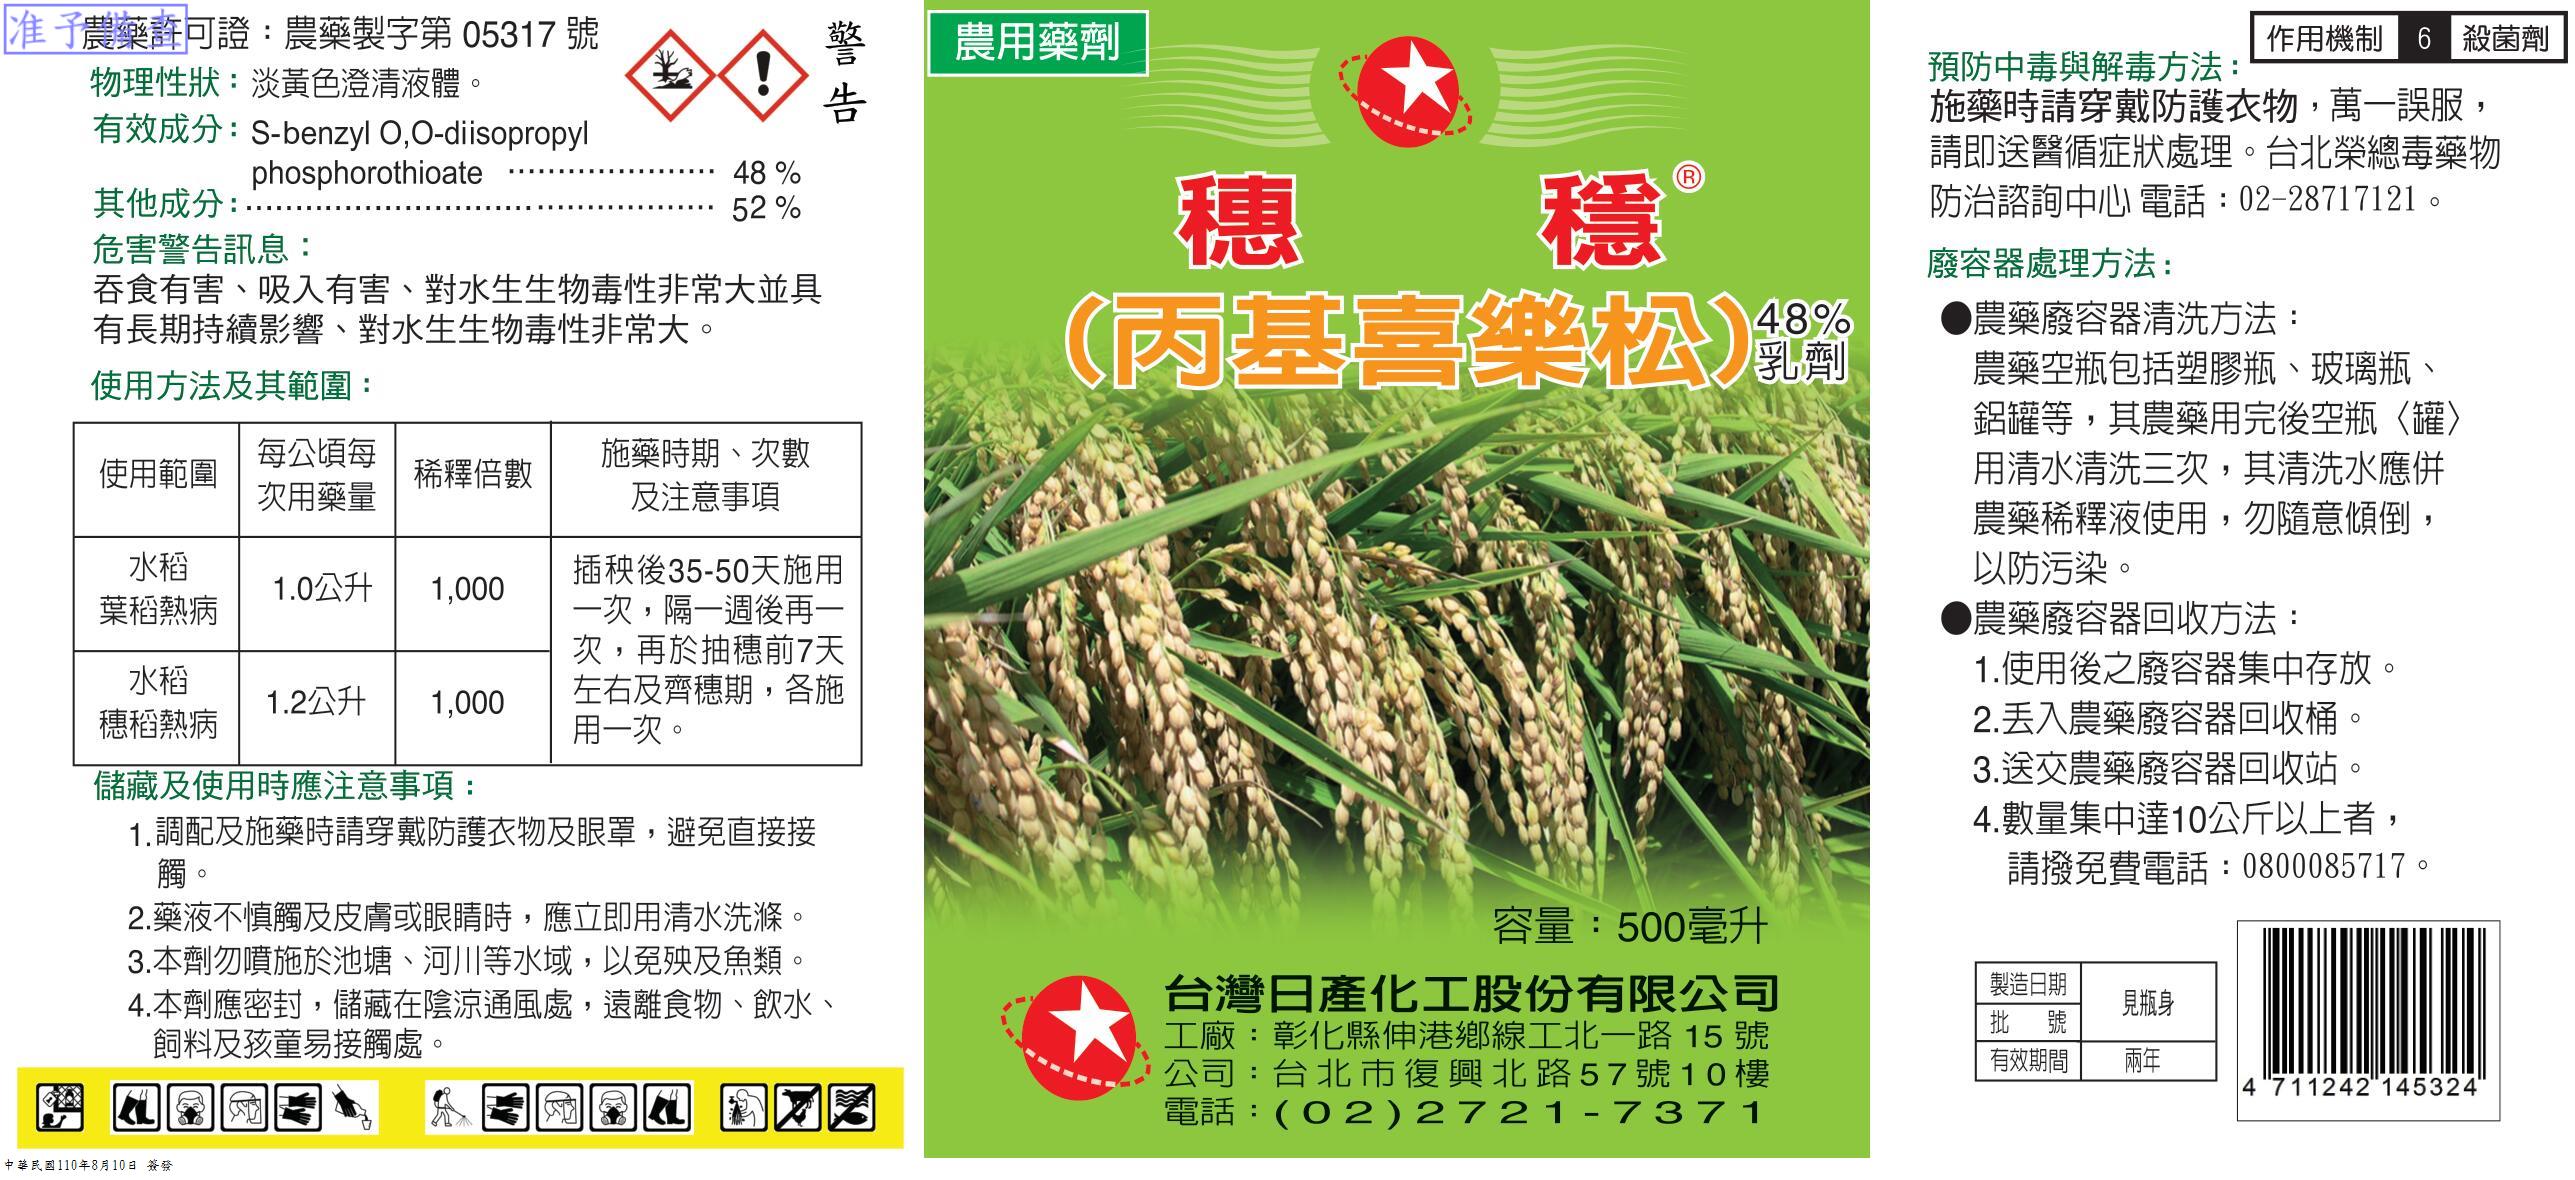 准予備查
農藥許可證：農藥製字第 05317 號
物理性狀：淡黃色澄清液體。
有效成分：S-benzyl O,O-diisopropyl
phosphorothioate ..................... 48 %
其他成分：................................................ 52 %
警告
危害警告訊息：
吞食有害、吸入有害、對水生生物毒性非常大並具
有長期持續影響、對水生生物毒性非常大。
使用方法及其範圍：
使用範圍 每公頃每次用藥量 稀釋倍數 施藥時期、次數及注意事項
水稻
葉稻熱病 1.0公升 1,000
水稻
穗稻熱病 1.2公升 1,000
插秧後35-50天施用
一次，隔一週後再一
次，再於抽穗前7天
左右及齊穗期，各施
用一次。
儲藏及使用時應注意事項：
1.調配及施藥時請穿戴防護衣物及眼罩，避免直接接
觸。
2.藥液不慎觸及皮膚或眼睛時，應立即用清水洗滌。
3.本劑勿噴施於池塘、河川等水域，以免殃及魚類。
4.本劑應密封，儲藏在陰涼通風處，遠離食物、飲水、
飼料及孩童易接觸處。
中華民國110年8月10日 簽發
農用藥劑
穗 穩®
（丙基喜樂松）48%
乳劑
容量：500毫升
台灣日產化工股份有限公司
工廠：彰化縣伸港鄉線工北一路 15 號
公司：台北市復興北路57號10樓
電話：(02)2721-7371
作用機制 6 殺菌劑
預防中毒與解毒方法：
施藥時請穿戴防護衣物，萬一誤服，
請即送醫循症狀處理。台北榮總毒藥物
防治諮詢中心 電話：02-28717121。
廢容器處理方法：
●農藥廢容器清洗方法：
農藥空瓶包括塑膠瓶、玻璃瓶、
鋁罐等，其農藥用完後空瓶〈罐〉
用清水清洗三次，其清洗水應併
農藥稀釋液使用，勿隨意傾倒，
以防污染。
●農藥廢容器回收方法：
1.使用後之廢容器集中存放。
2.丟入農藥廢容器回收桶。
3.送交農藥廢容器回收站。
4.數量集中達10公斤以上者，
請撥免費電話：0800085717。
製造日期
批 號 見瓶身
有效期間 兩年
4 711242 145324